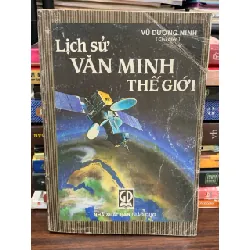 VŨ DƯƠNG NINH
Lịch sử
VĂN MINH
THẾ GIỚI